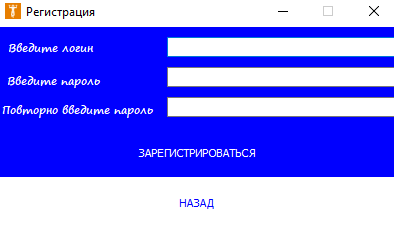 Регистрация
Введите логин
Введите пароль
Повторно введите пароль
ЗАРЕГИСТРИРОВАТЬСЯ
НАЗАД